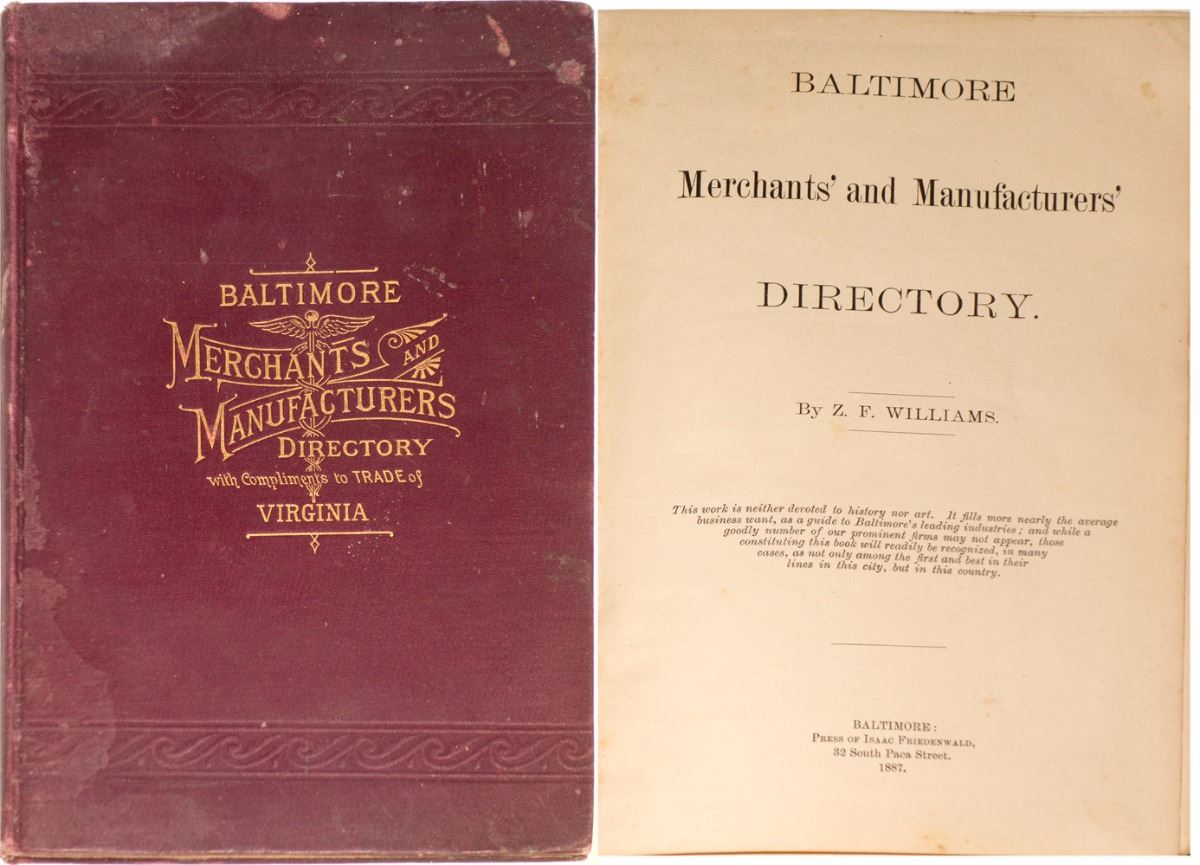 BALTIMORE
MERCHANTS AND
MANUFACTURERS
DIRECTORY
with Compliments to TRADE of
VIRGINIA
BALTIMORE
Merchants' and Manufacturers'
DIRECTORY.
By Z. F. WILLIAMS.
This work is neither devoted to history nor art. It fills more nearly the average
business want, as a guide to Baltimore's leading industries; and while a
goodly number of our prominent firms may not appear, those
constituting this book will readily be recognized, in many
cases, as not only among the first and best in their
lines in this city, but in this country.
BALTIMORE:
PRESS OF ISAAC FRIEDENWALD,
32 South Paca Street.
1887.